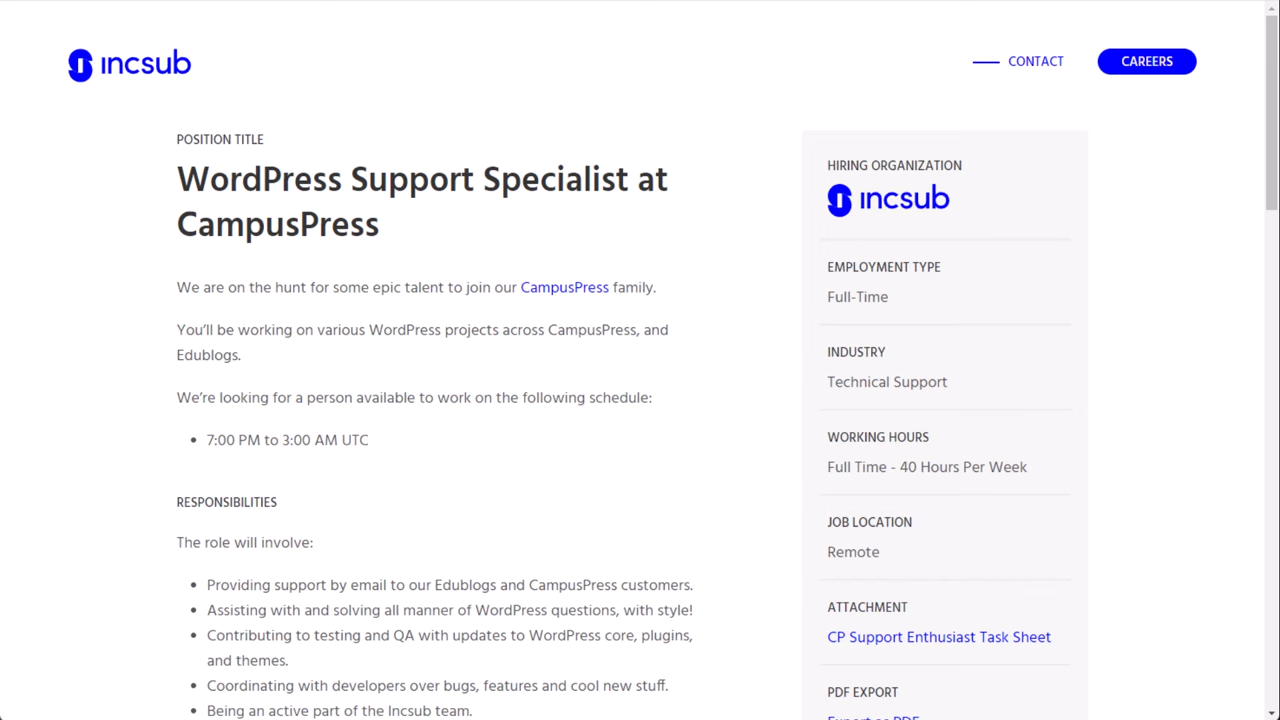 incsub
CONTACT
CAREERS
POSITION TITLE
WordPress Support Specialist at
CampusPress
We are on the hunt for some epic talent to join our CampusPress family.
You’ll be working on various WordPress projects across CampusPress, and
Edublogs.
We’re looking for a person available to work on the following schedule:
• 7:00 PM to 3:00 AM UTC
RESPONSIBILITIES
The role will involve:
• Providing support by email to our Edublogs and CampusPress customers.
• Assisting with and solving all manner of WordPress questions, with style!
• Contributing to testing and QA with updates to WordPress core, plugins,
and themes.
• Coordinating with developers over bugs, features and cool new stuff.
• Being an active part of the Incsub team.
HIRING ORGANIZATION
incsub
EMPLOYMENT TYPE
Full-Time
INDUSTRY
Technical Support
WORKING HOURS
Full Time - 40 Hours Per Week
JOB LOCATION
Remote
ATTACHMENT
CP Support Enthusiast Task Sheet
PDF EXPORT
Export as PDF